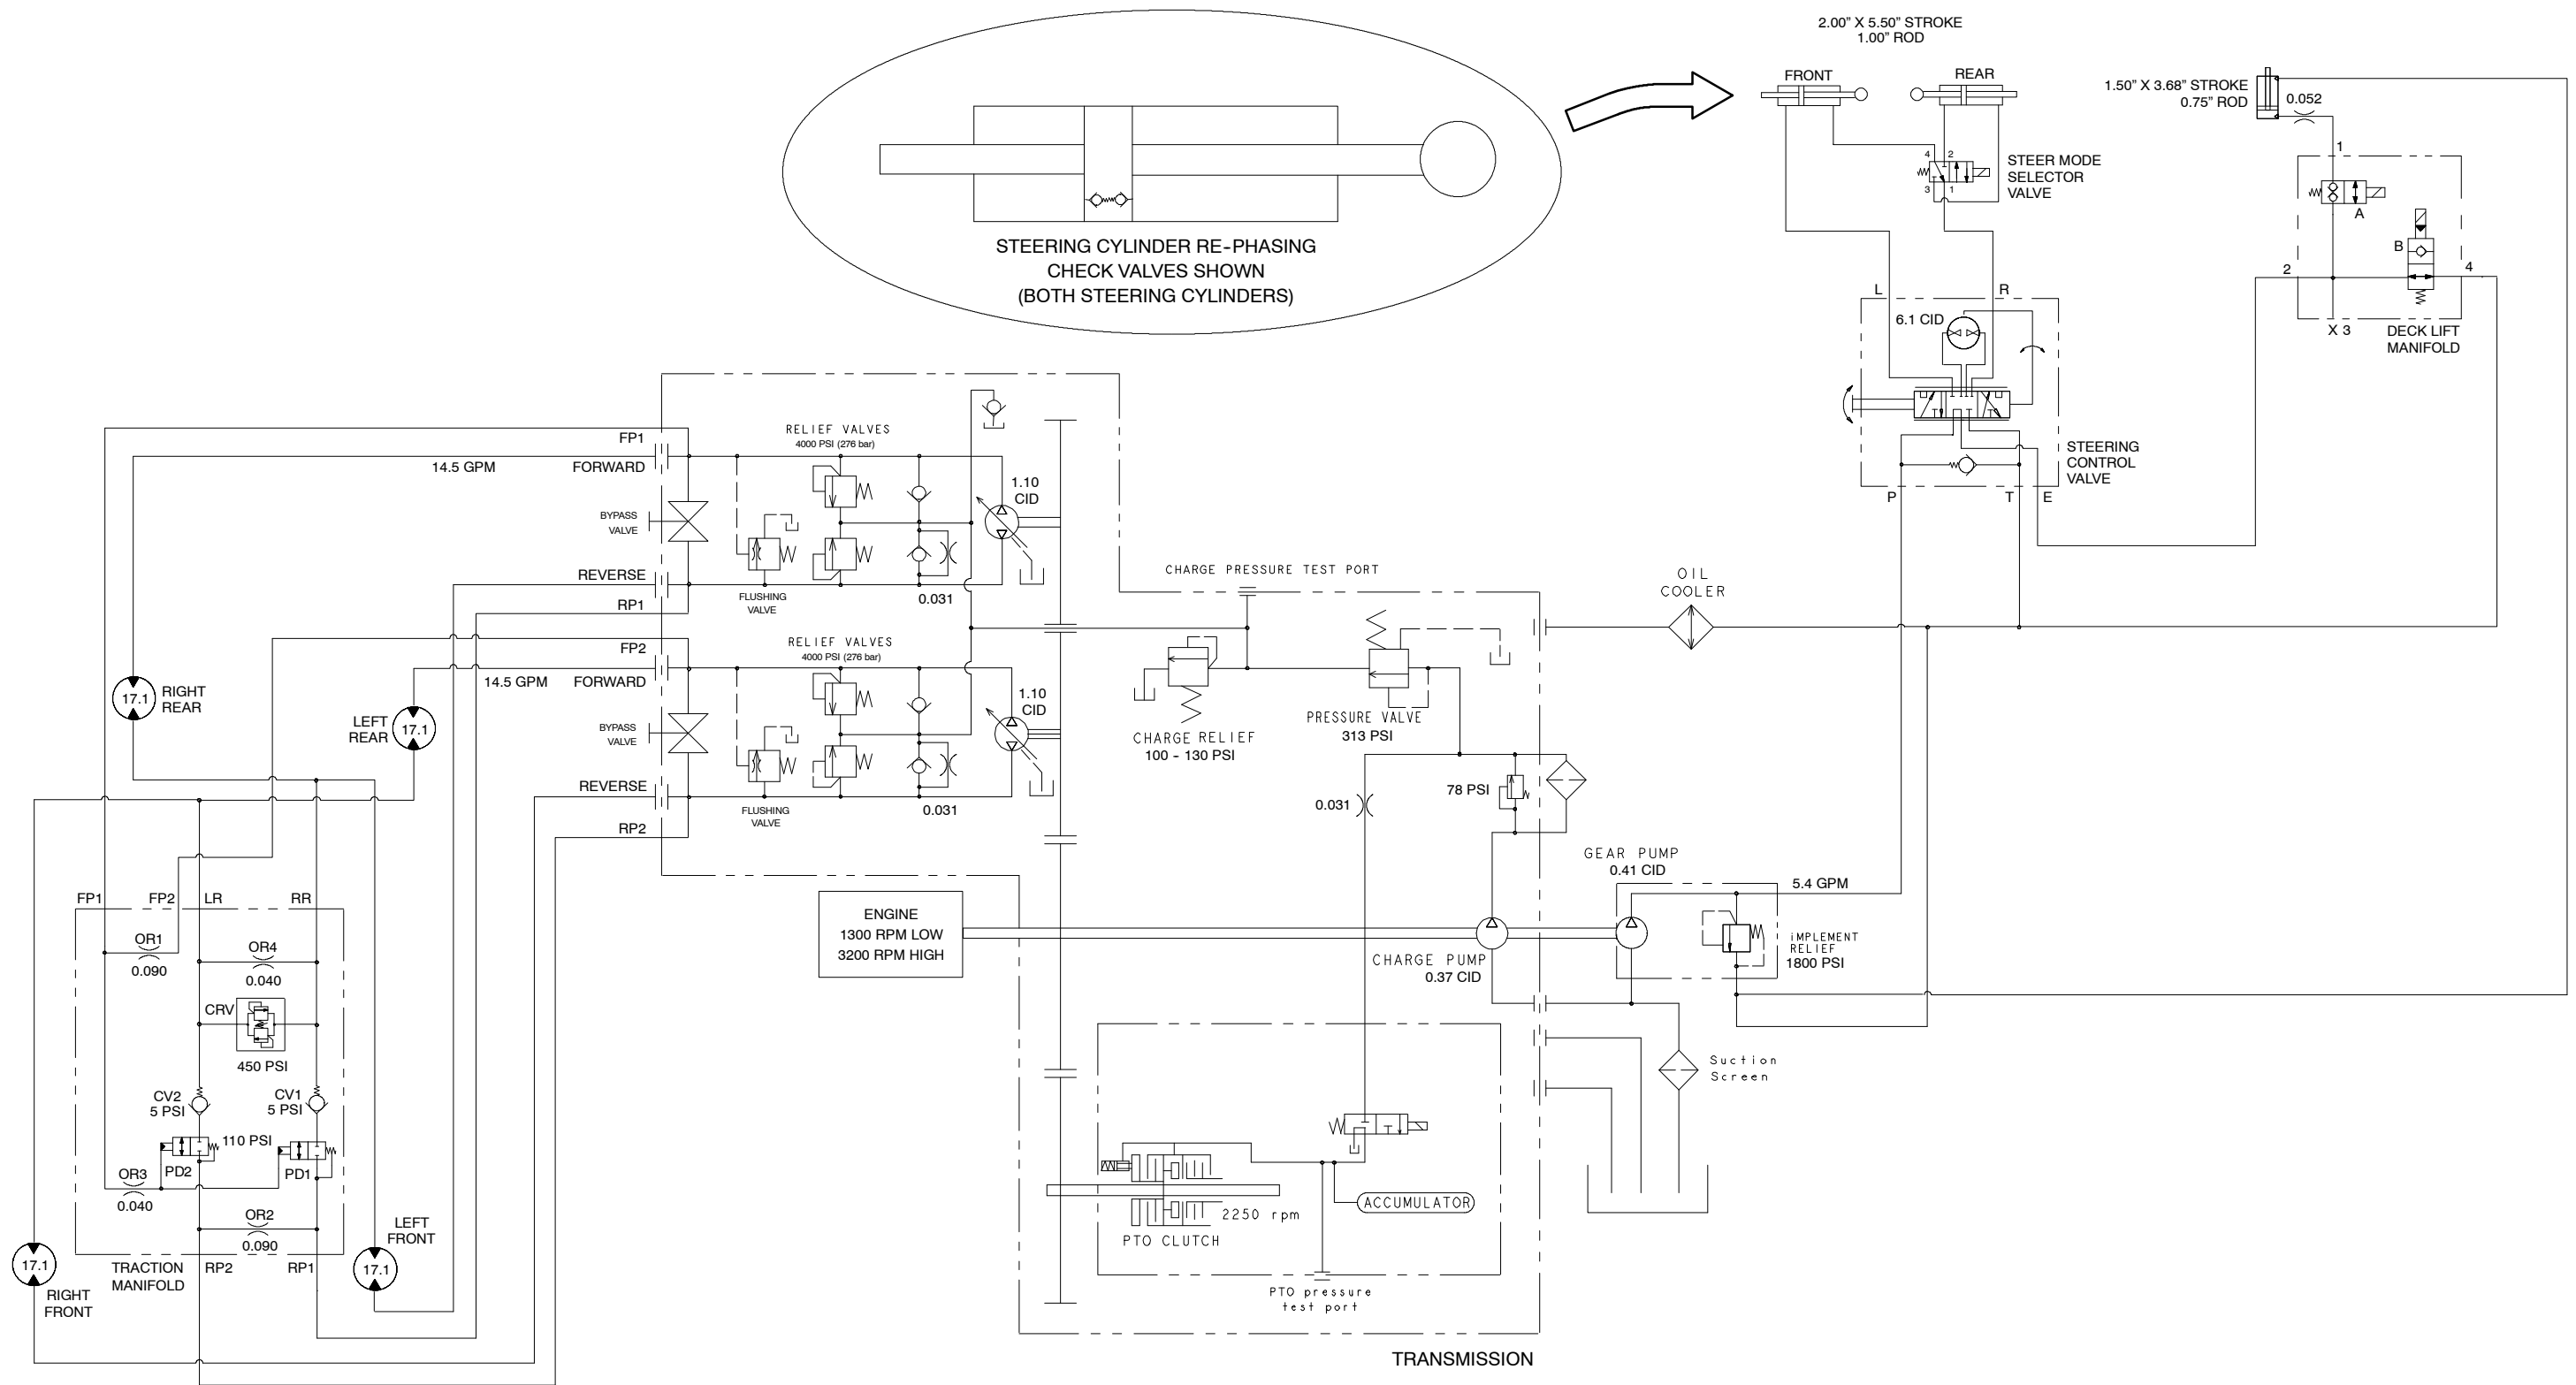 2.00” X 5.50” STROKE
1.00” ROD
FRONT
REAR
1.50” X 3.68” STROKE
0.75” ROD
0.052
4
2
3
1
STEER MODE
SELECTOR
VALVE
1
A
B
2
4
X 3
DECK LIFT
MANIFOLD
STEERING CYLINDER RE-PHASING
CHECK VALVES SHOWN
(BOTH STEERING CYLINDERS)
L
R
6.1 CID
STEERING
CONTROL
VALVE
P
T
E
FP1
14.5 GPM
FORWARD
RELIEF VALVES
4000 PSI (276 bar)
1.10
CID
BYPASS
VALVE
REVERSE
RP1
FLUSHING
VALVE
0.031
CHARGE PRESSURE TEST PORT
OIL
COOLER
FP2
14.5 GPM
FORWARD
RELIEF VALVES
4000 PSI (276 bar)
1.10
CID
BYPASS
VALVE
REVERSE
RP2
FLUSHING
VALVE
0.031
17.1
RIGHT
REAR
LEFT
REAR
17.1
CHARGE RELIEF
100 - 130 PSI
PRESSURE VALVE
313 PSI
78 PSI
0.031
GEAR PUMP
0.41 CID
5.4 GPM
IMPLEMENT
RELIEF
1800 PSI
ENGINE
1300 RPM LOW
3200 RPM HIGH
CHARGE PUMP
0.37 CID
Suction
Screen
FP1
FP2
LR
RR
OR1
0.090
OR4
0.040
CRV
450 PSI
CV2
5 PSI
CV1
5 PSI
110 PSI
PD2
PD1
OR3
0.040
OR2
0.090
TRACTION
MANIFOLD
RP2
RP1
17.1
RIGHT
FRONT
LEFT
FRONT
17.1
2250 rpm
PTO CLUTCH
ACCUMULATOR
PTO pressure
test port
TRANSMISSION